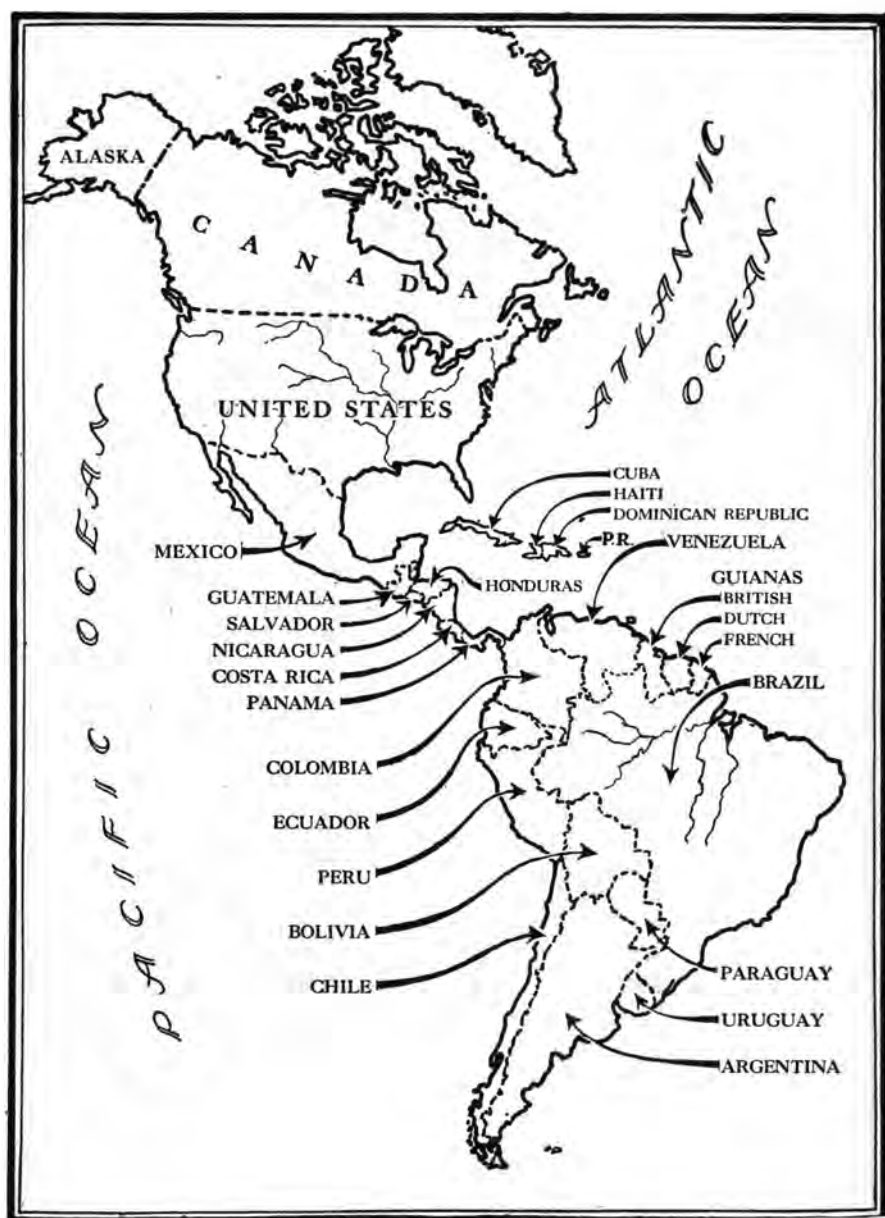 ALASKA
CANADA
ATLANTIC
OCEAN
UNITED STATES
PACIFIC OCEAN
CUBA
HAITI
DOMINICAN REPUBLIC
P.R.
MEXICO
VENEZUELA
HONDURAS
GUIANAS
BRITISH
DUTCH
FRENCH
GUATEMALA
SALVADOR
NICARAGUA
COSTA RICA
PANAMA
BRAZIL
COLOMBIA
ECUADOR
PERU
BOLIVIA
CHILE
PARAGUAY
URUGUAY
ARGENTINA